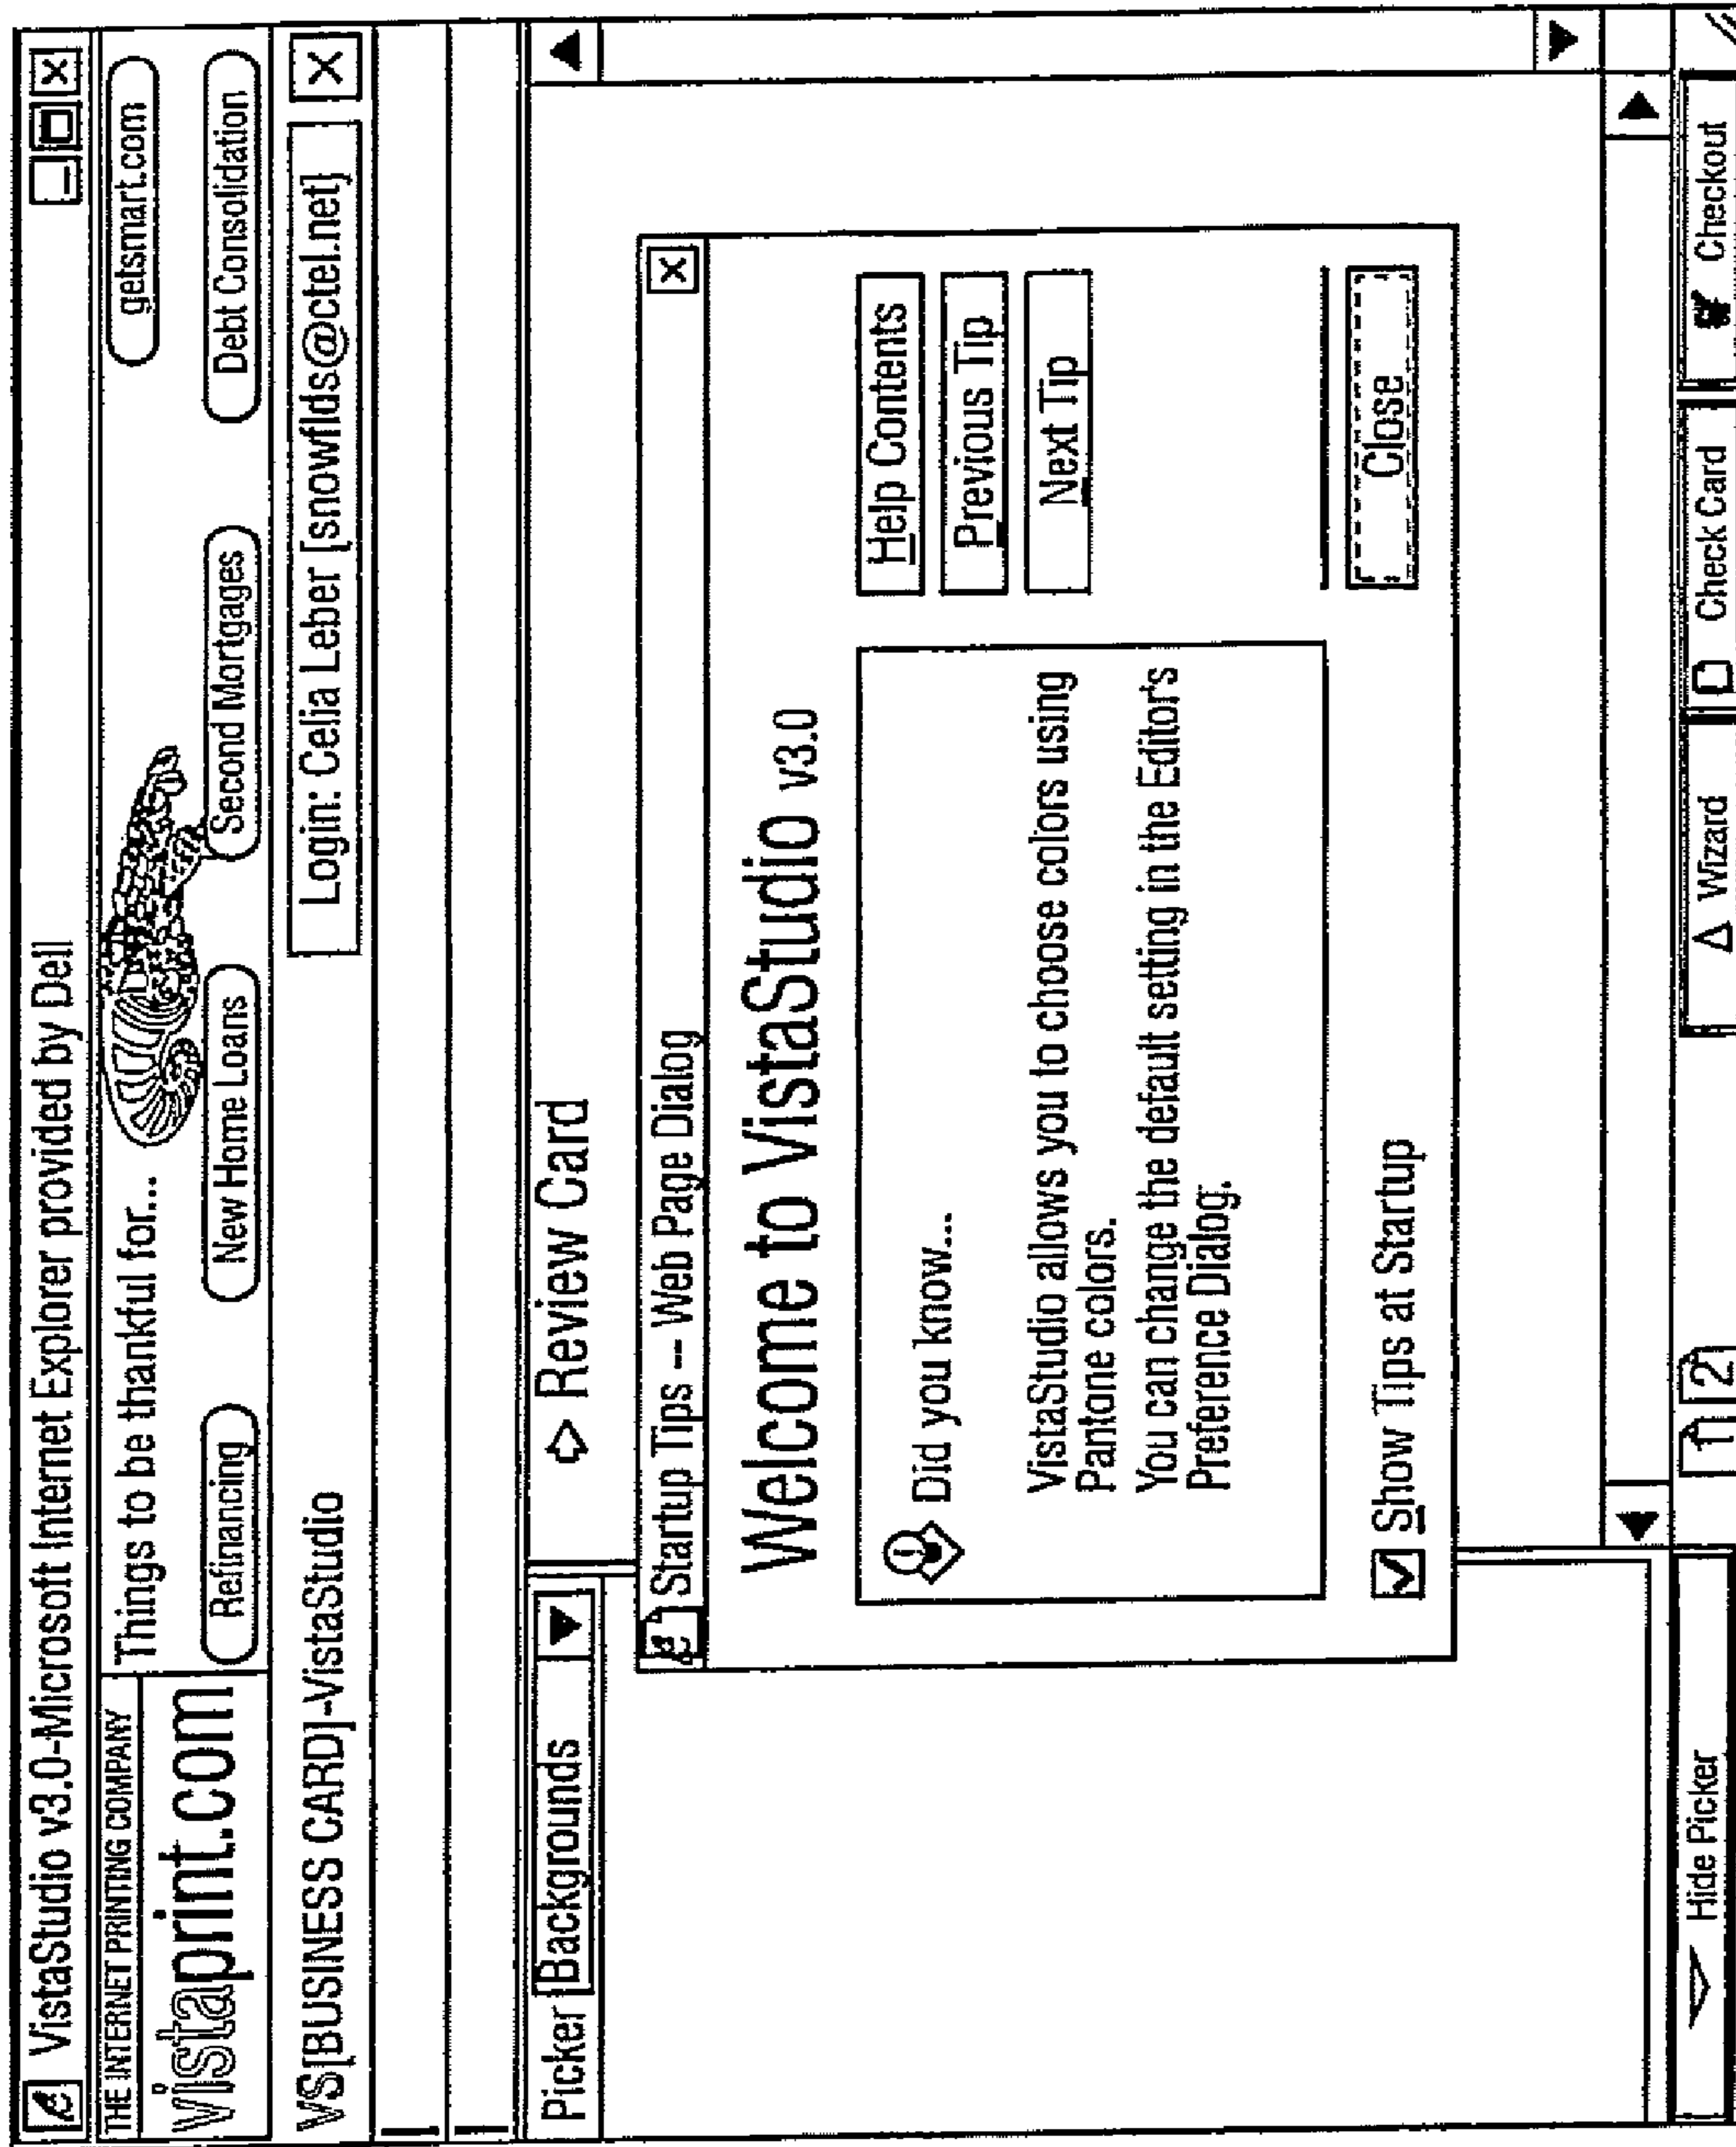 VistaStudio v3.0-Microsoft Internet Explorer provided by Dell
THE INTERNET PRINTING COMPANY
vistaprint.com
Things to be thankful for...
getsmart.com
Refinancing
New Home Loans
Second Mortgages
Debt Consolidation
VS[BUSINESS CARD]-VistaStudio
Login: Celia Leber [snowflds@ctel.net]
Picker Backgrounds
Review Card
Startup Tips -- Web Page Dialog
Welcome to VistaStudio v3.0
Did you know...
VistaStudio allows you to choose colors using
Pantone colors.
You can change the default setting in the Editor's
Preference Dialog.
Help Contents
Previous Tip
Next Tip
Show Tips at Startup
Close
Hide Picker
1 2
Wizard
Check Card
Checkout